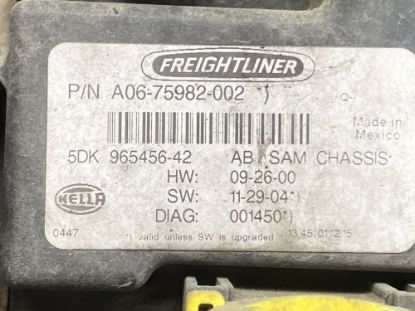 FREIGHTLINER
P/N A06-75982-002 *)
Made in
Mexico
5DK 965456-42 AB SAM CHASSIS
HW: 09-26-00
SW: 11-29-04*)
DIAG: 001450*)
HELLA
0447 *) valid unless SW is upgraded